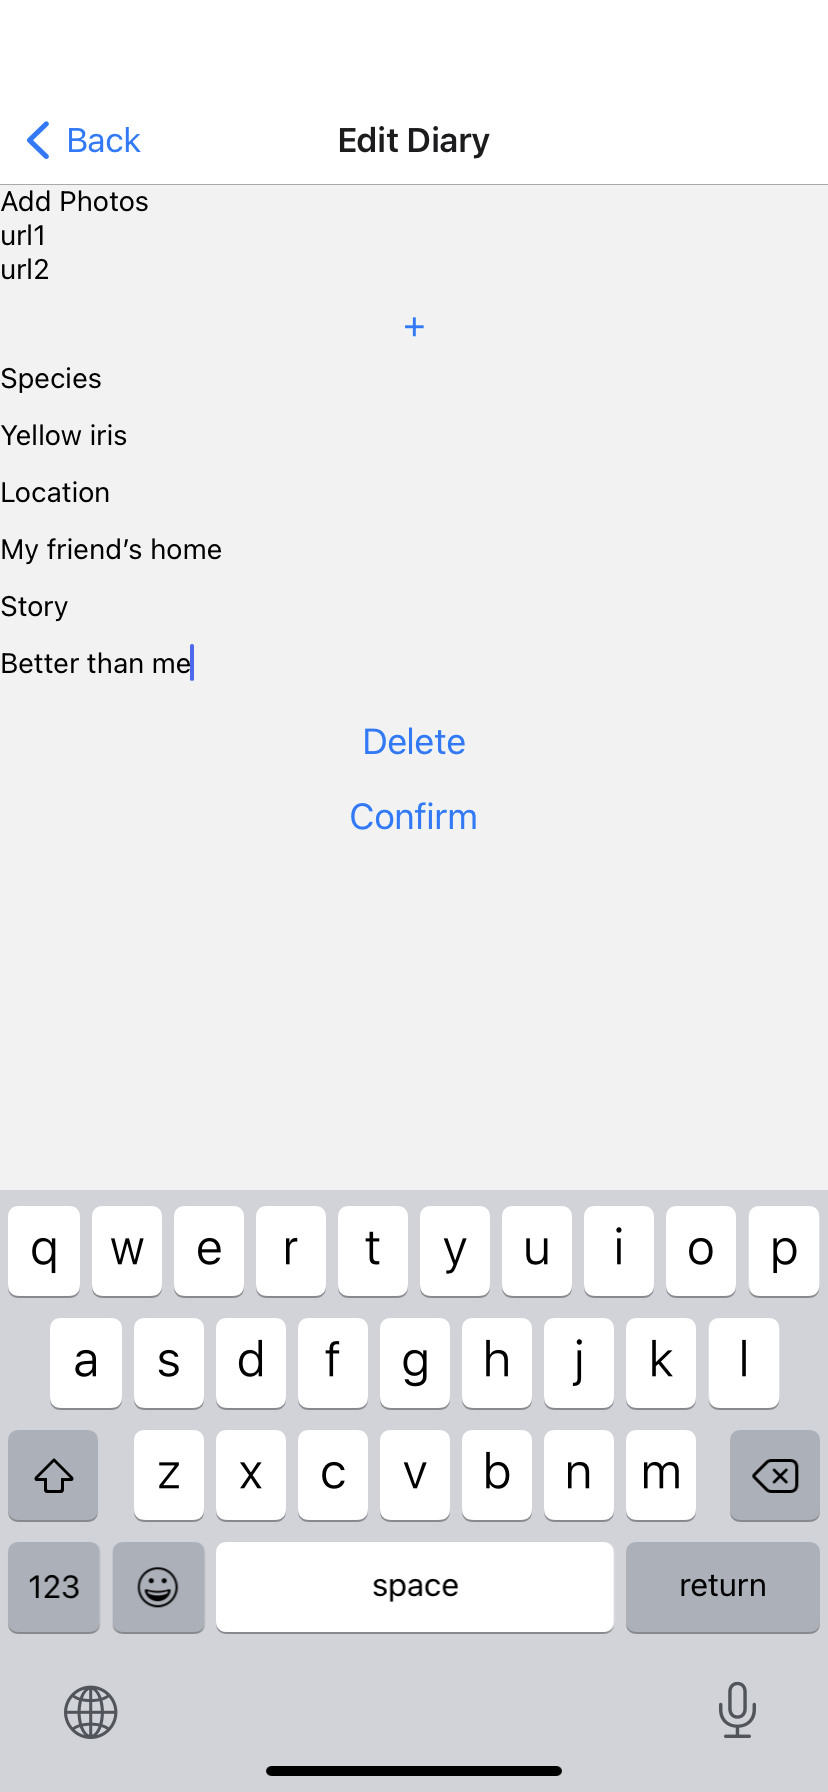 Back
Edit Diary
Add Photos
url1
url2
+
Species
Yellow iris
Location
My friend’s home
Story
Better than me
Delete
Confirm
q w e r t y u i o p
a s d f g h j k l
z x c v b n m
123 space return